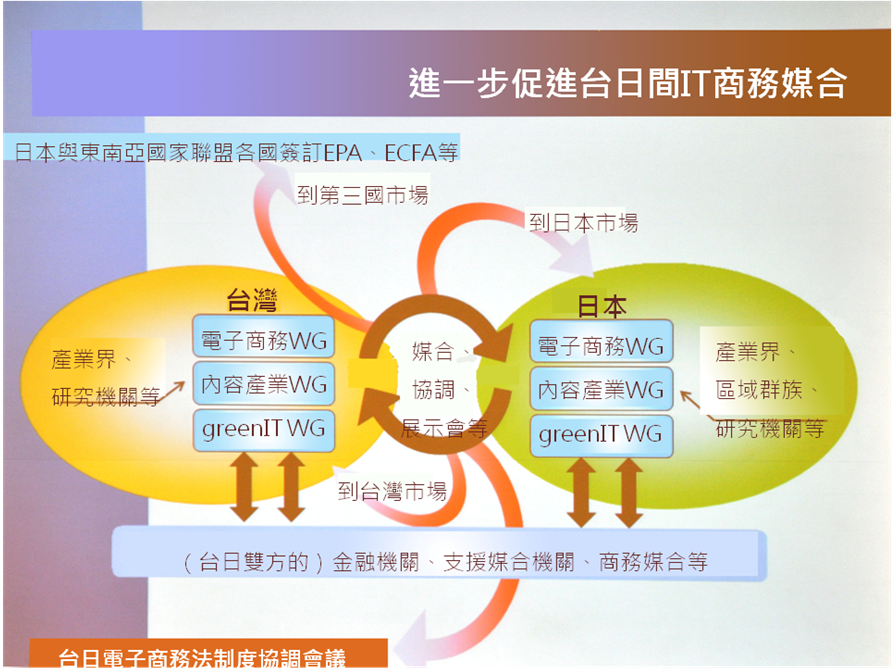 進一步促進台日間IT商務媒合
日本與東南亞國家聯盟各國簽訂EPA、ECFA等
到第三國市場
到日本市場
台灣
電子商務WG
內容產業WG
greenIT WG
產業界、
研究機關等
媒合、
協調、
展示會等
日本
電子商務WG
內容產業WG
greenIT WG
產業界、
區域群族、
研究機關等
到台灣市場
（台日雙方的）金融機關、支援媒合機關、商務媒合等
台日電子商務法制度協調會議